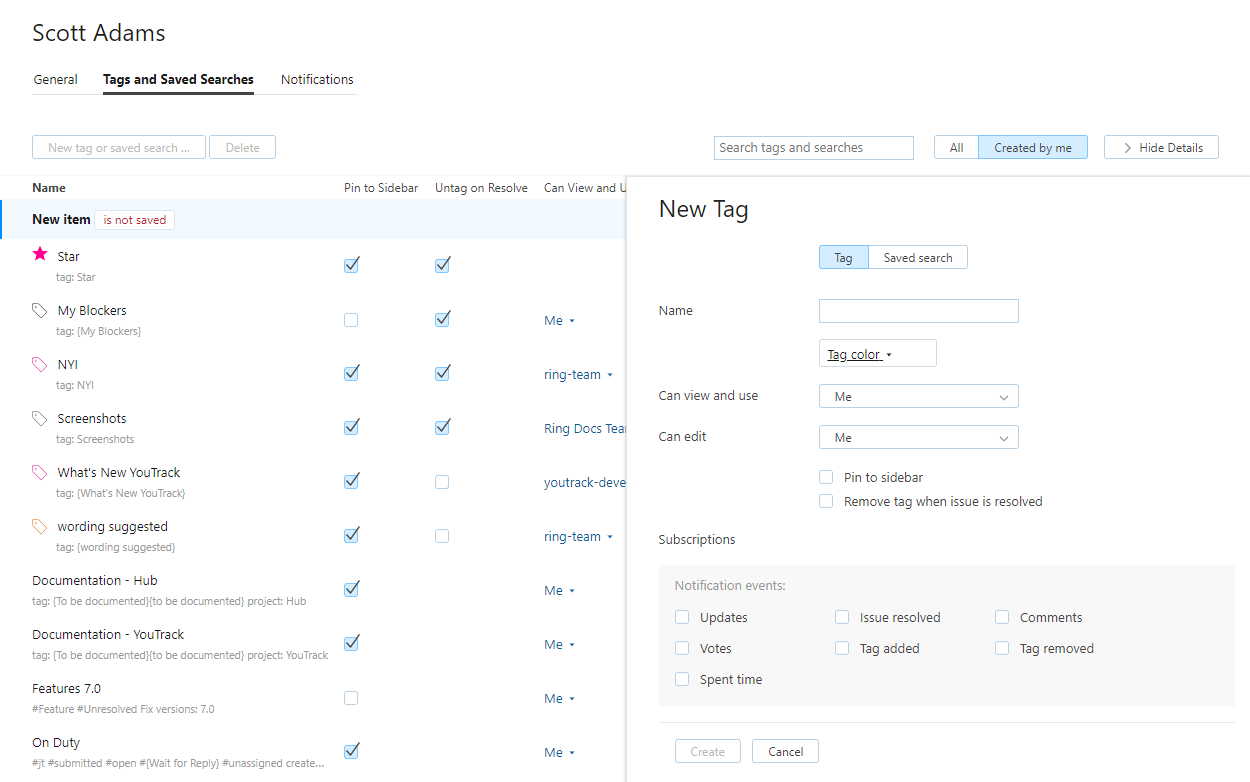 Scott Adams
General Tags and Saved Searches Notifications
New tag or saved search ... Delete Search tags and searches All Created by me Hide Details
Name Pin to Sidebar Untag on Resolve Can View and U
New item is not saved
Star
tag: Star
My Blockers
tag: {My Blockers}
Me
NYI
tag: NYI
ring-team
Screenshots
tag: Screenshots
Ring Docs Tea
What's New YouTrack
tag: {What's New YouTrack}
youtrack-deve
wording suggested
tag: {wording suggested}
ring-team
Documentation - Hub
tag: {To be documented}{to be documented} project: Hub
Me
Documentation - YouTrack
tag: {To be documented}{to be documented} project: YouTrack
Me
Features 7.0
#Feature #Unresolved Fix versions: 7.0
Me
On Duty
#jt #submitted #open #{Wait for Reply} #unassigned create...
Me
New Tag
Tag Saved search
Name
Tag color
Can view and use Me
Can edit Me
Pin to sidebar
Remove tag when issue is resolved
Subscriptions
Notification events:
Updates Issue resolved Comments
Votes Tag added Tag removed
Spent time
Create Cancel